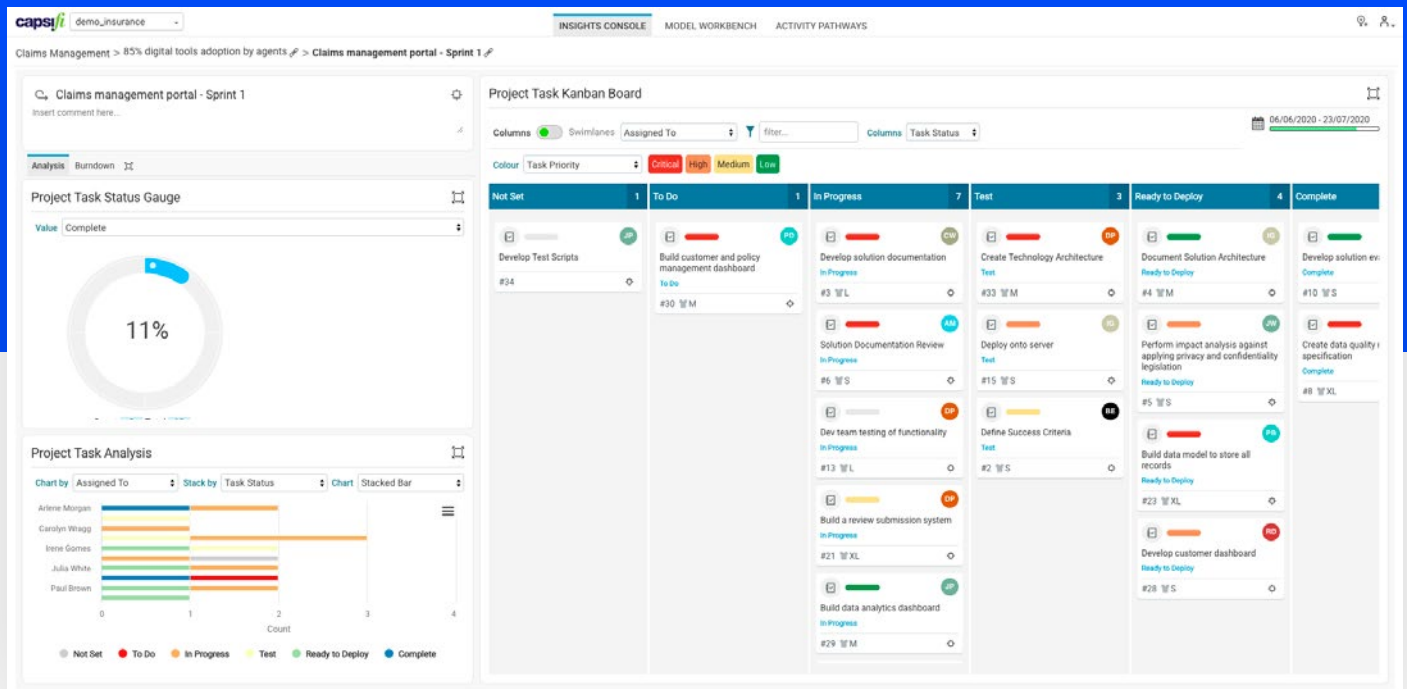 capsifi demo_insurance
INSIGHTS CONSOLE MODEL WORKBENCH ACTIVITY PATHWAYS
Claims Management > 85% digital tools adoption by agents > Claims management portal - Sprint 1
Claims management portal - Sprint 1
Insert comment here...
Analysis Burndown
Project Task Status Gauge
Value Complete
11%
Project Task Analysis
Chart by Assigned To Stack by Task Status Chart Stacked Bar
Arlene Morgan
Carolyn Wragg
Irene Gomes
Julia White
Paul Brown
0 1 2 3 4
Count
Not Set To Do In Progress Test Ready to Deploy Complete
Project Task Kanban Board
Columns Swimlanes Assigned To filter... Columns Task Status
06/06/2020 - 23/07/2020
Colour Task Priority Critical High Medium Low
Not Set 1
JP
Develop Test Scripts
#34
To Do 1
PD
Build customer and policy
management dashboard
To Do
#30 M
In Progress 7
CW
Develop solution documentation
In Progress
#3 L
AM
Solution Documentation Review
In Progress
#6 S
DP
Dev team testing of functionality
In Progress
#13 L
DP
Build a review submission system
In Progress
#21 XL
JP
Build data analytics dashboard
In Progress
#29 M
Test 3
DP
Create Technology Architecture
Test
#33 M
IG
Deploy onto server
Test
#15 S
BE
Define Success Criteria
Test
#2 S
Ready to Deploy 4
IG
Document Solution Architecture
Ready to Deploy
#4 M
JW
Perform impact analysis against
applying privacy and confidentiality
legislation
Ready to Deploy
#5 S
PB
Build data model to store all
records
Ready to Deploy
#23 XL
RD
Develop customer dashboard
Ready to Deploy
#28 S
Complete
Develop solution
Complete
#10 S
Create data quality
specification
Complete
#8 XL